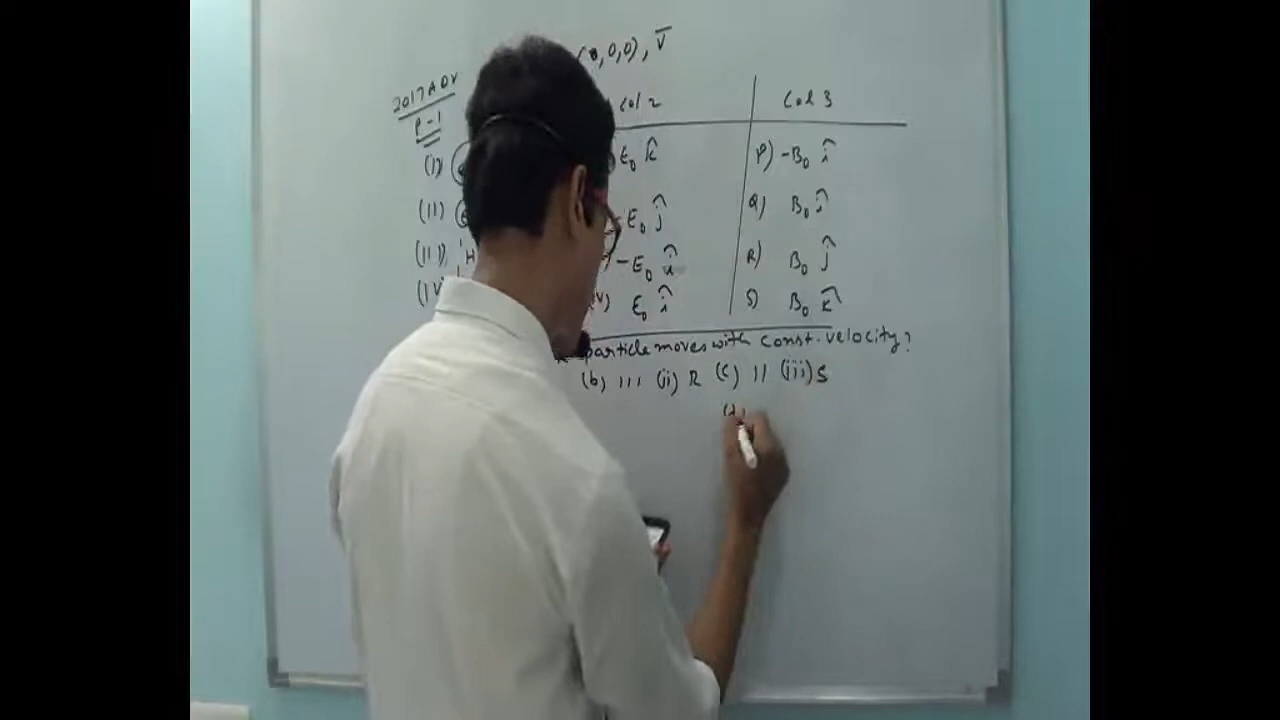 (0,0,0), V
2017 ADV
P-1
Col 2 Col 3
(I) E₀ k̂ P) -B₀ î
(II) - E₀ ĵ Q) B₀ î
(III) 'H - E₀ î R) B₀ ĵ
(IV) E₀ î S) B₀ k̂
particle moves with const. velocity?
(b) III (ii) R (c) II (iii) S
(d)